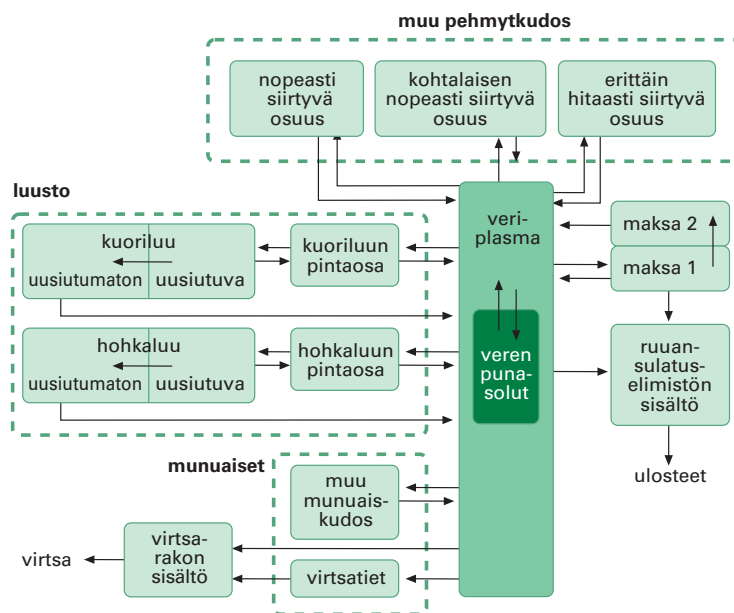 muu pehmytkudos
nopeasti
siirtyvä
osuus
kohtalaisen
nopeasti siirtyvä
osuus
erittäin
hitaasti siirtyvä
osuus
luusto
kuoriluu
uusiutumaton
uusiutuva
kuoriluun
pintaosa
veri-
plasma
maksa 2
maksa 1
hohkaluu
uusiutumaton
uusiutuva
hohkaluun
pintaosa
veren
puna-
solut
ruuan-
sulatus-
elimistön
sisältö
ulosteet
munuaiset
muu
munuais-
kudos
virtsa
virtsa-
rakon
sisältö
virtsatiet